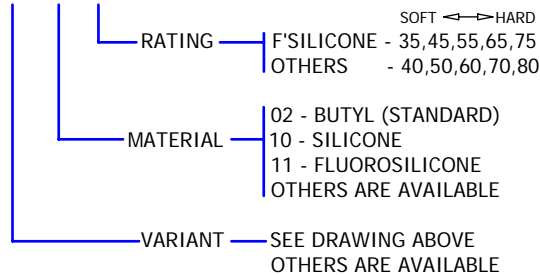 SOFT HARD
RATING F'SILICONE - 35,45,55,65,75
OTHERS - 40,50,60,70,80
02 - BUTYL (STANDARD)
MATERIAL 10 - SILICONE
11 - FLUOROSILICONE
OTHERS ARE AVAILABLE
VARIANT SEE DRAWING ABOVE
OTHERS ARE AVAILABLE